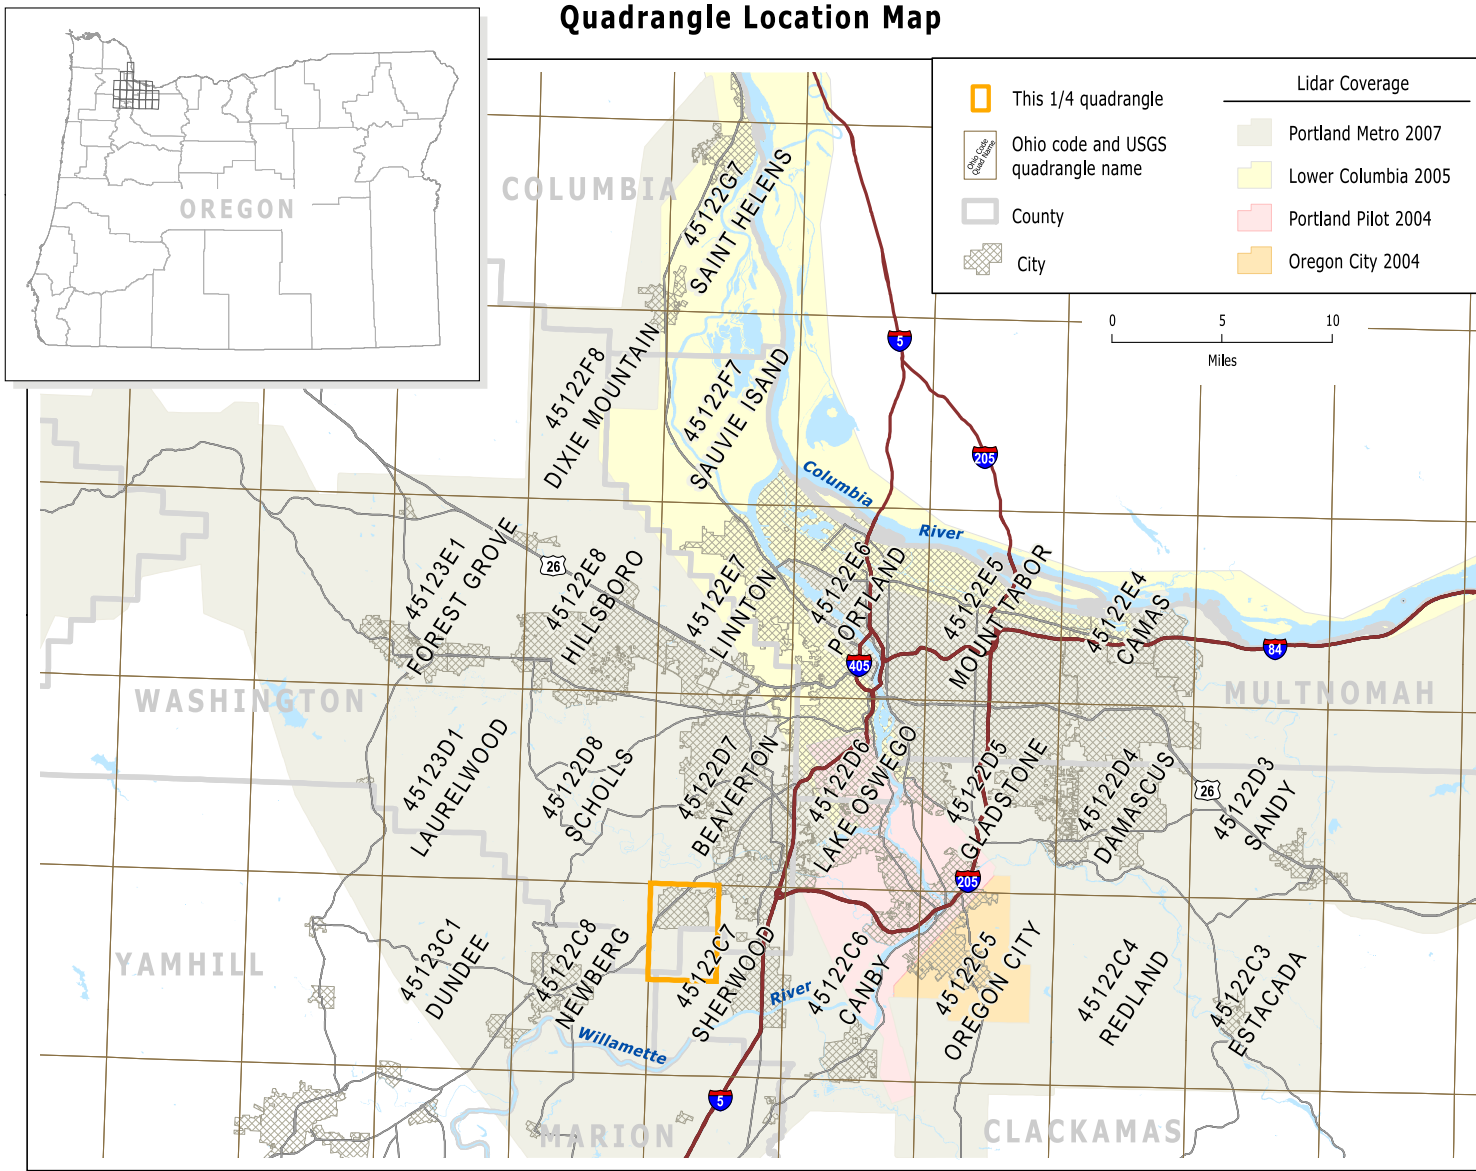 Quadrangle Location Map
OREGON
This 1/4 quadrangle
Ohio Code
Quad Name
Ohio code and USGS
quadrangle name
County
City
Lidar Coverage
Portland Metro 2007
Lower Columbia 2005
Portland Pilot 2004
Oregon City 2004
0 5 10
Miles
COLUMBIA
45122G7
SAINT HELENS
5
45122F8
DIXIE MOUNTAIN
45122F7
SAUVIE ISAND
205
Columbia
River
45123E1
FOREST GROVE
26
45122E8
HILLSBORO
45122E7
LINNTON
45122E6
PORTLAND
45122E5
MOUNT TABOR
45122E4
CAMAS
405
84
WASHINGTON
MULTNOMAH
45123D1
LAURELWOOD
45122D8
SCHOLLS
45122D7
BEAVERTON
45122D6
LAKE OSWEGO
45122D5
GLADSTONE
45122D4
DAMASCUS
26
45122D3
SANDY
205
YAMHILL
45123C1
DUNDEE
45122C8
NEWBERG
45122C7
SHERWOOD
45122C6
CANBY
45122C5
OREGON CITY
45122C4
REDLAND
45122C3
ESTACADA
Willamette
River
5
MARION
CLACKAMAS